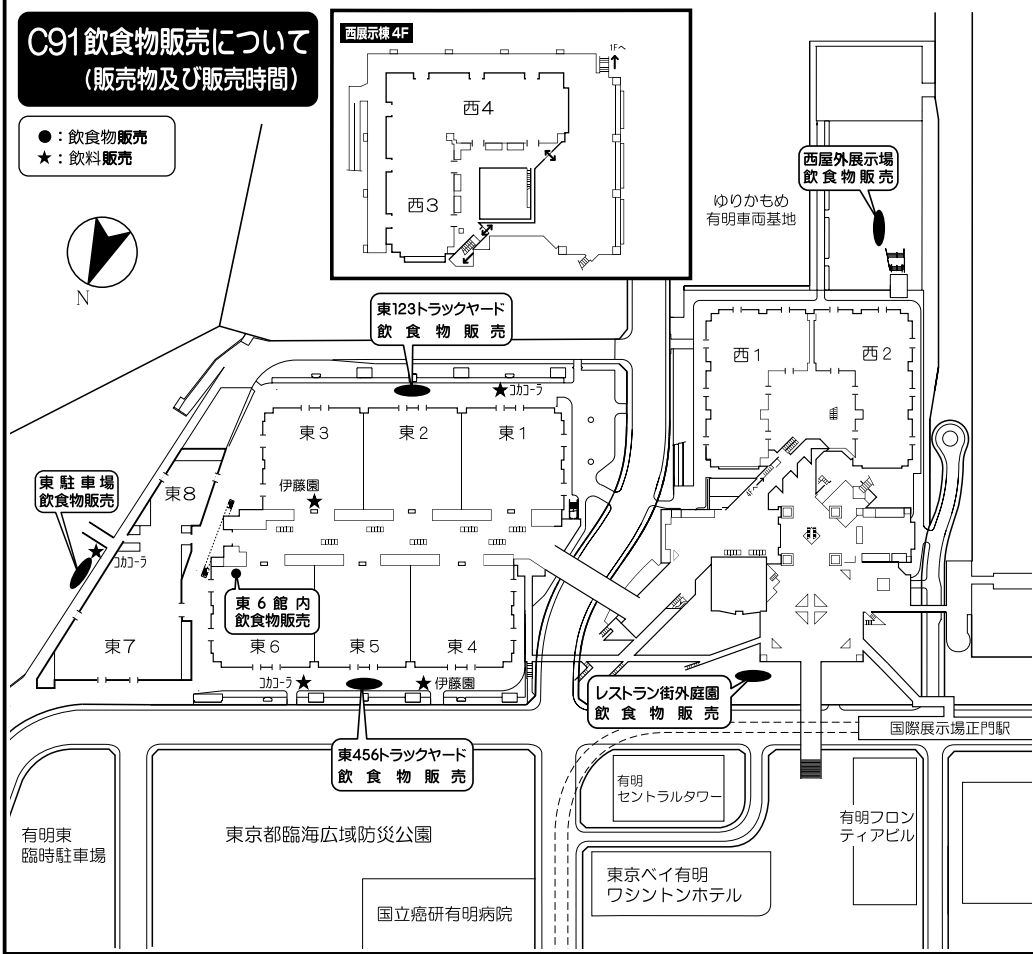 C91飲食物販売について
(販売物及び販売時間)
●：飲食物販売
★：飲料販売
N
西展示棟4F
1Fへ
西4
西3
西屋外展示場
飲食物販売
ゆりかもめ
有明車両基地
東123トラックヤード
飲食物販売
★コカコーラ
西1
西2
4Fへ
東3
東2
東1
東駐車場
飲食物販売
東8
伊藤園
★
★
コカコーラ
東6館内
飲食物販売
東7
東6
東5
東4
コカコーラ★
★伊藤園
レストラン街外庭園
飲食物販売
国際展示場正門駅
東456トラックヤード
飲食物販売
有明
セントラルタワー
有明フロン
ティアビル
有明東
臨時駐車場
東京都臨海広域防災公園
東京ベイ有明
ワシントンホテル
国立癌研有明病院